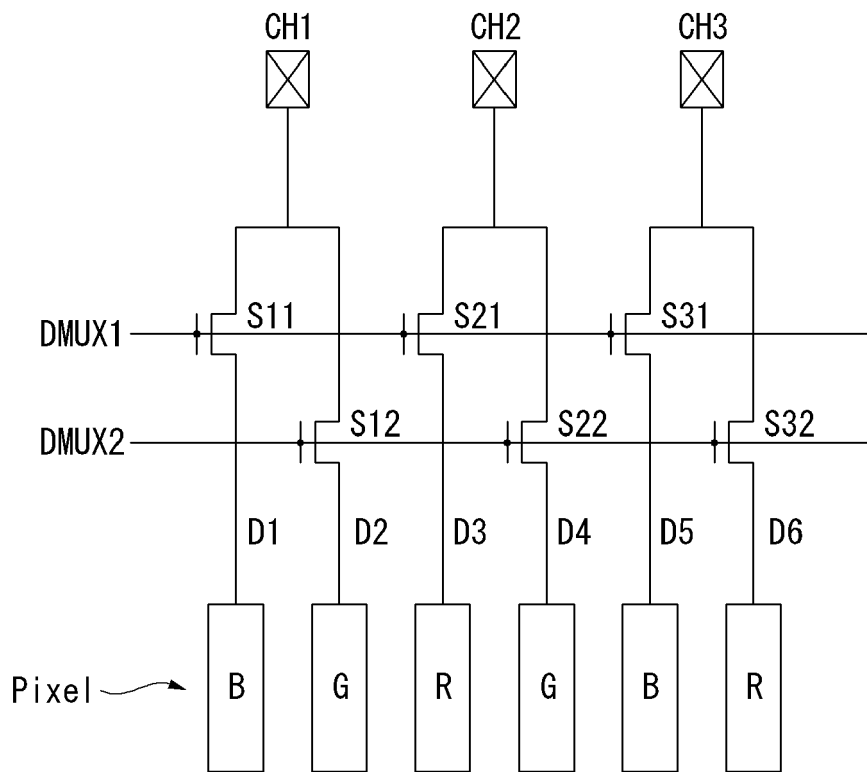 CH1 CH2 CH3
DMUX1 S11 S21 S31
DMUX2 S12 S22 S32
D1 D2 D3 D4 D5 D6
Pixel B G R G B R